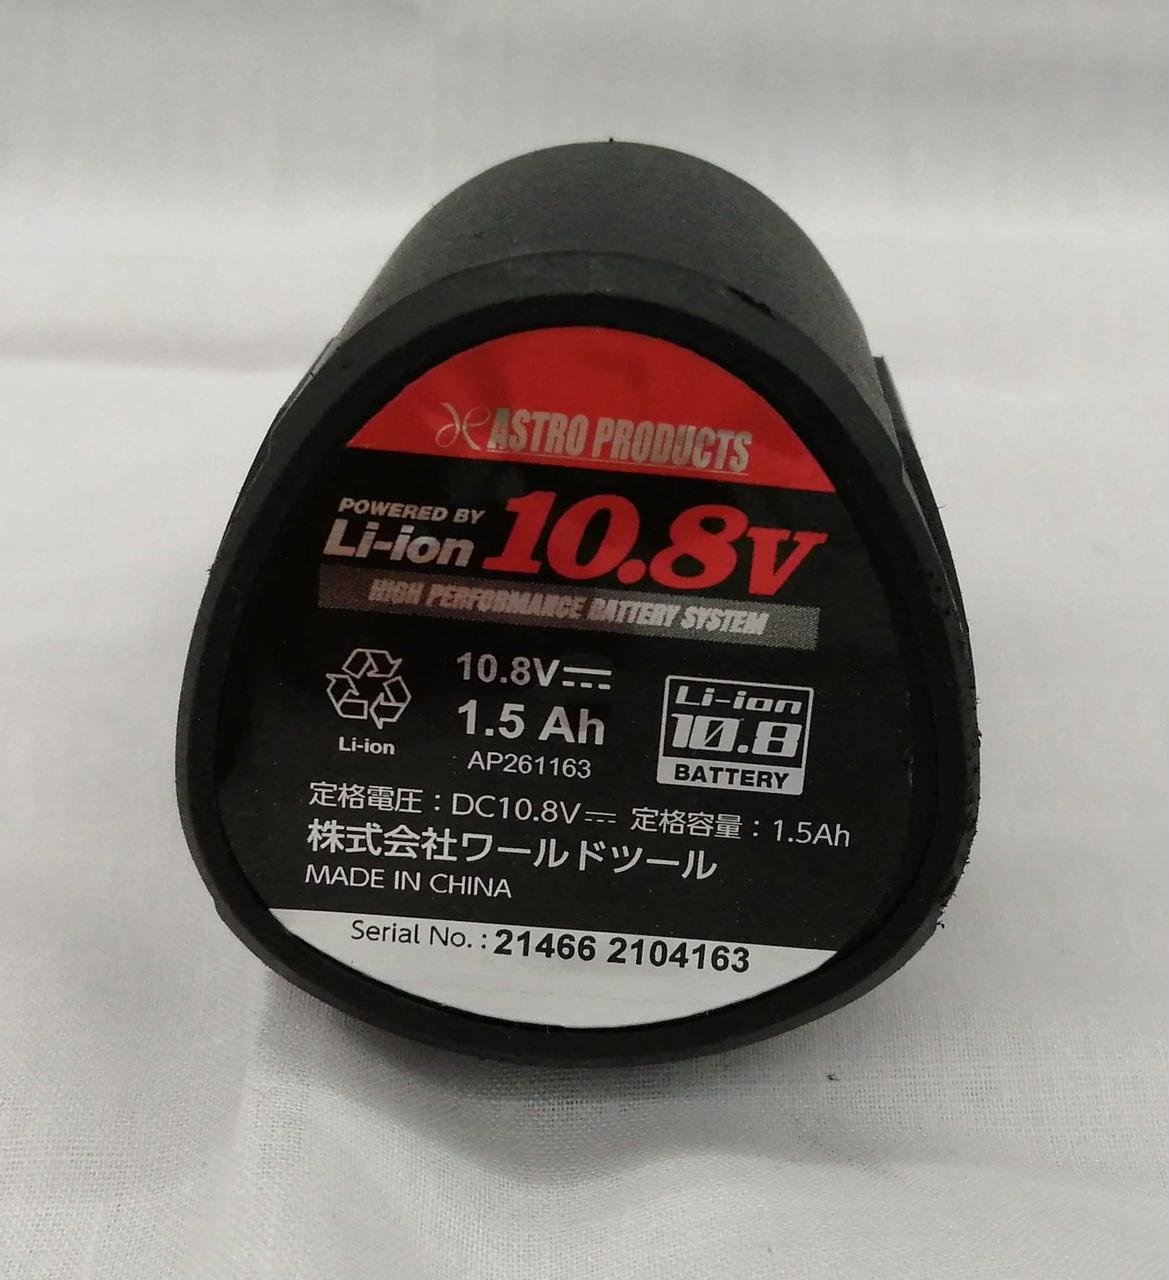 ASTRO PRODUCTS
POWERED BY
Li-ion 10.8V
HIGH PERFORMANCE BATTERY SYSTEM
10.8V
1.5 Ah
AP261163
Li-ion
Li-ion
10.8
BATTERY
定格電圧：DC10.8V 定格容量：1.5Ah
株式会社ワールドツール
MADE IN CHINA
Serial No.：21466 2104163